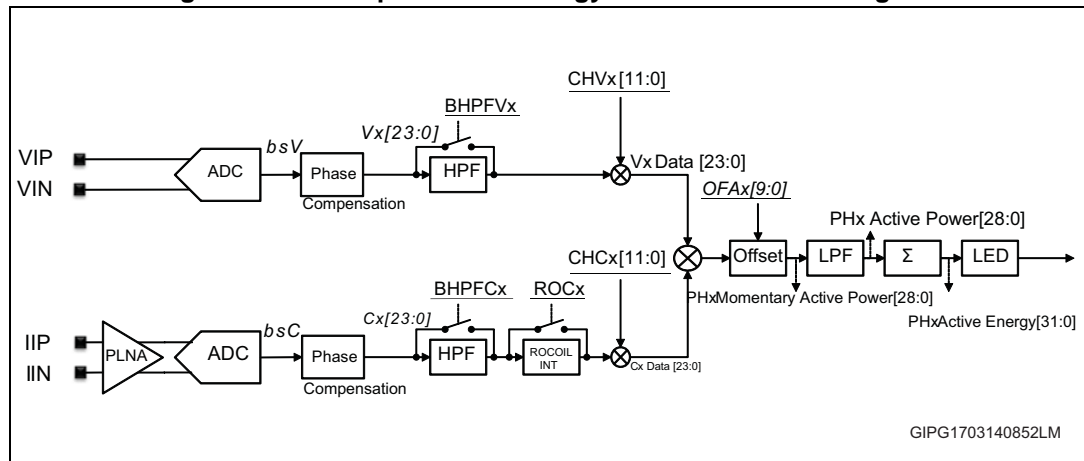 CHVx[11:0]
BHPFVx
Vx[23:0]
bsV
VIP
VIN
ADC
Phase
Compensation
HPF
Vx Data [23:0]
OFAx[9:0]
PHx Active Power[28:0]
Offset
LPF
Σ
LED
PHxMomentary Active Power[28:0]
PHxActive Energy[31:0]
CHCx[11:0]
BHPFCx
ROCx
Cx[23:0]
bsC
IIP
IIN
PLNA
ADC
Phase
Compensation
HPF
ROCOIL
INT
Cx Data [23:0]
GIPG1703140852LM